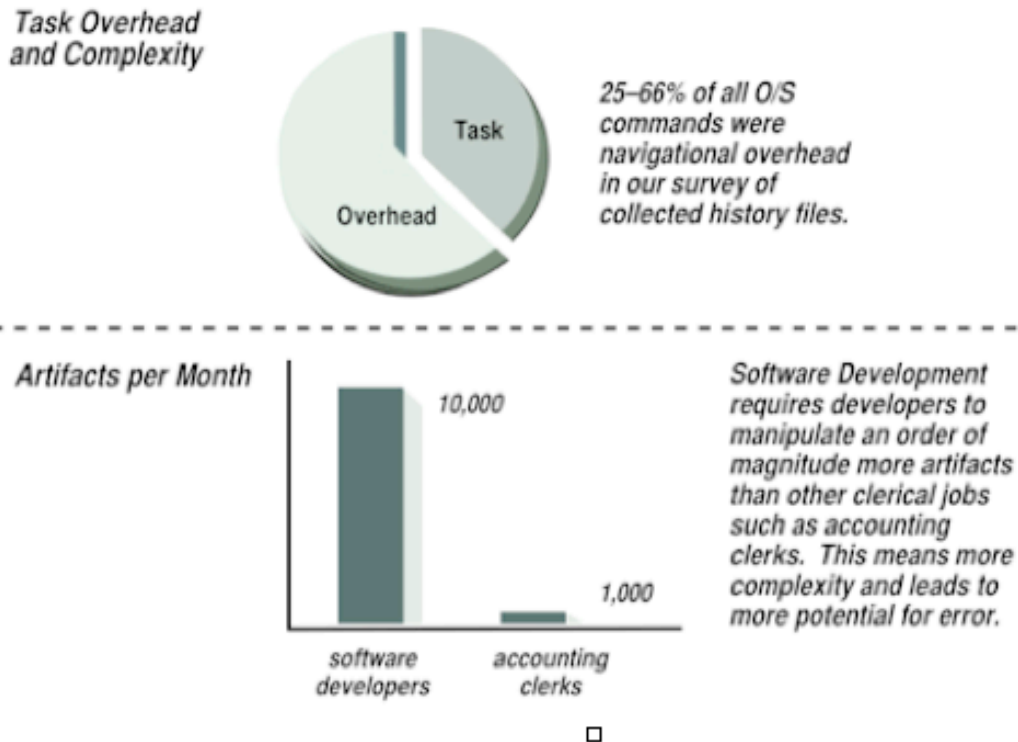 Task Overhead
and Complexity
Task
Overhead
25–66% of all O/S
commands were
navigational overhead
in our survey of
collected history files.
Artifacts per Month
10,000
1,000
software
developers
accounting
clerks
Software Development
requires developers to
manipulate an order of
magnitude more artifacts
than other clerical jobs
such as accounting
clerks. This means more
complexity and leads to
more potential for error.